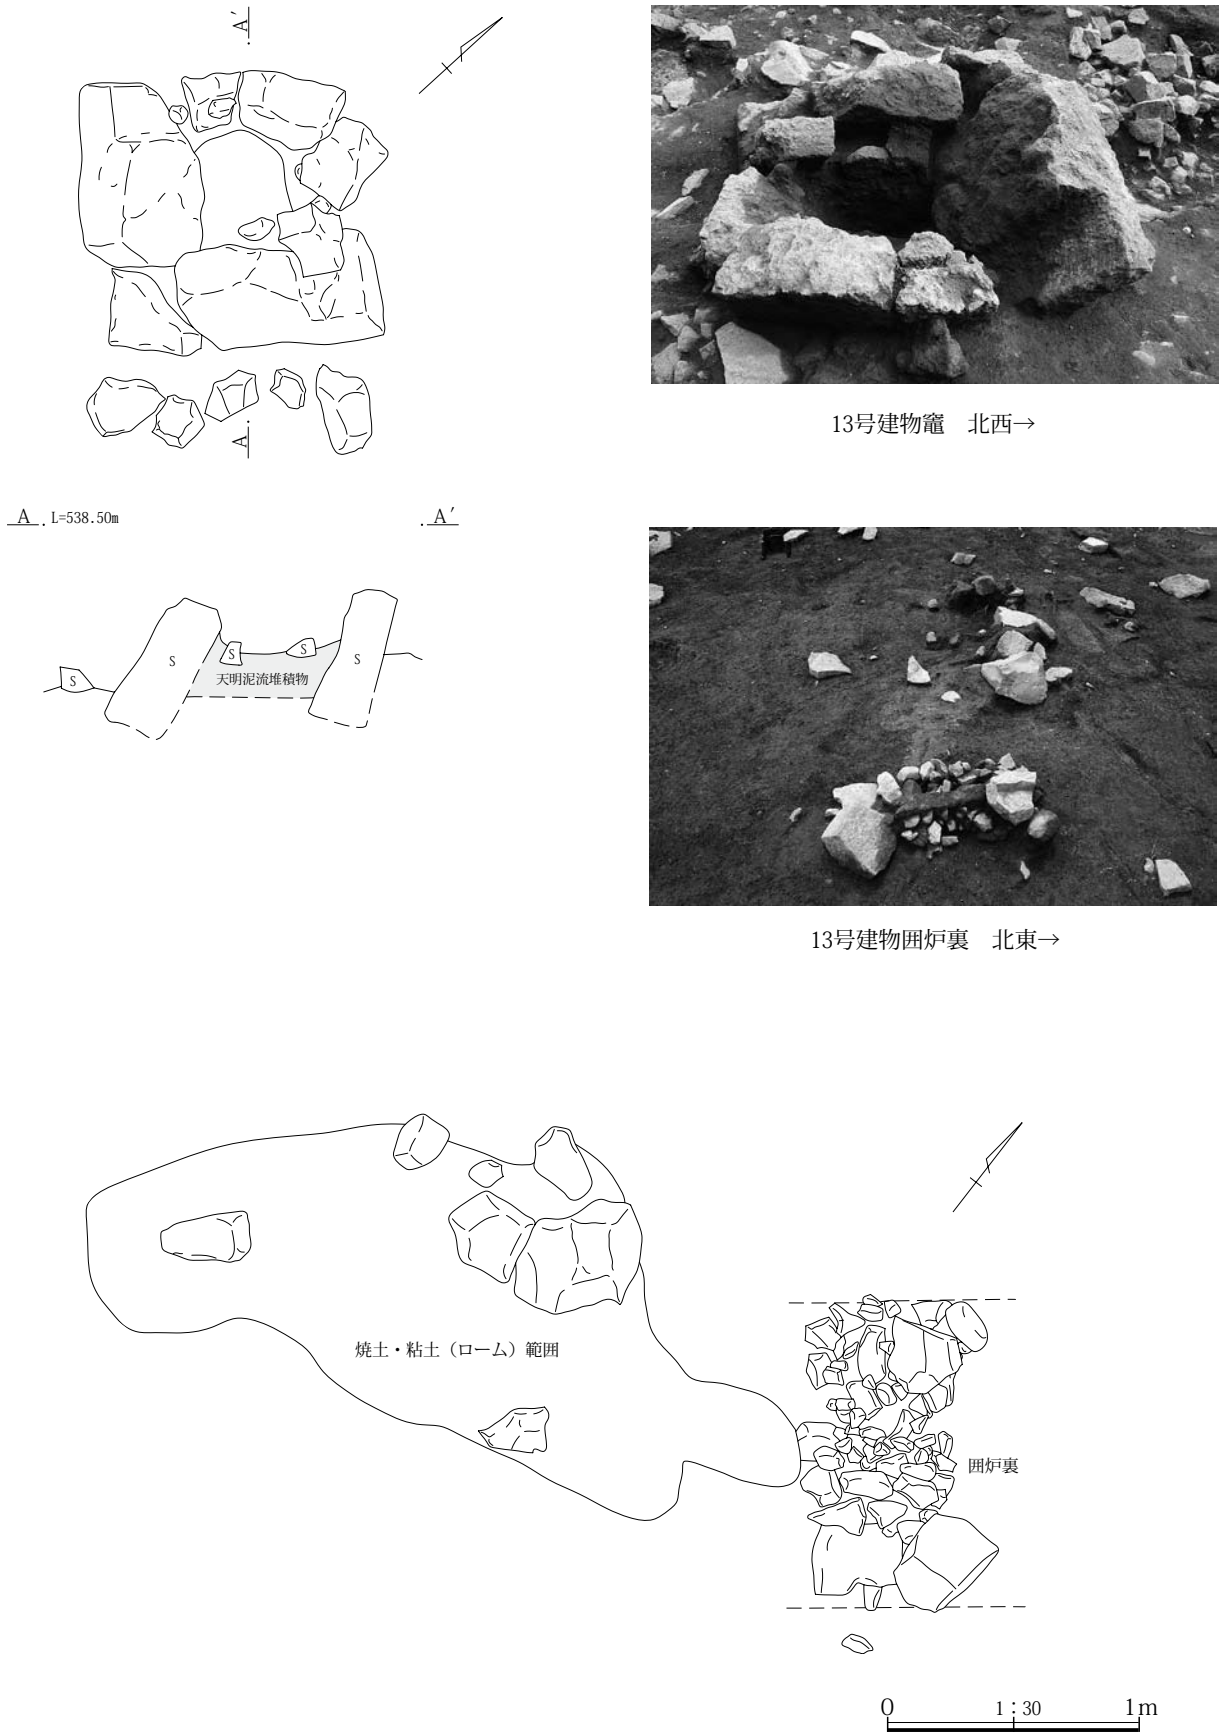 A′
A
13号建物竈　北西→
A L=538.50m A′
S S S S S
天明泥流堆積物
13号建物囲炉裏　北東→
焼土・粘土（ローム）範囲
囲炉裏
0 1：30 1m